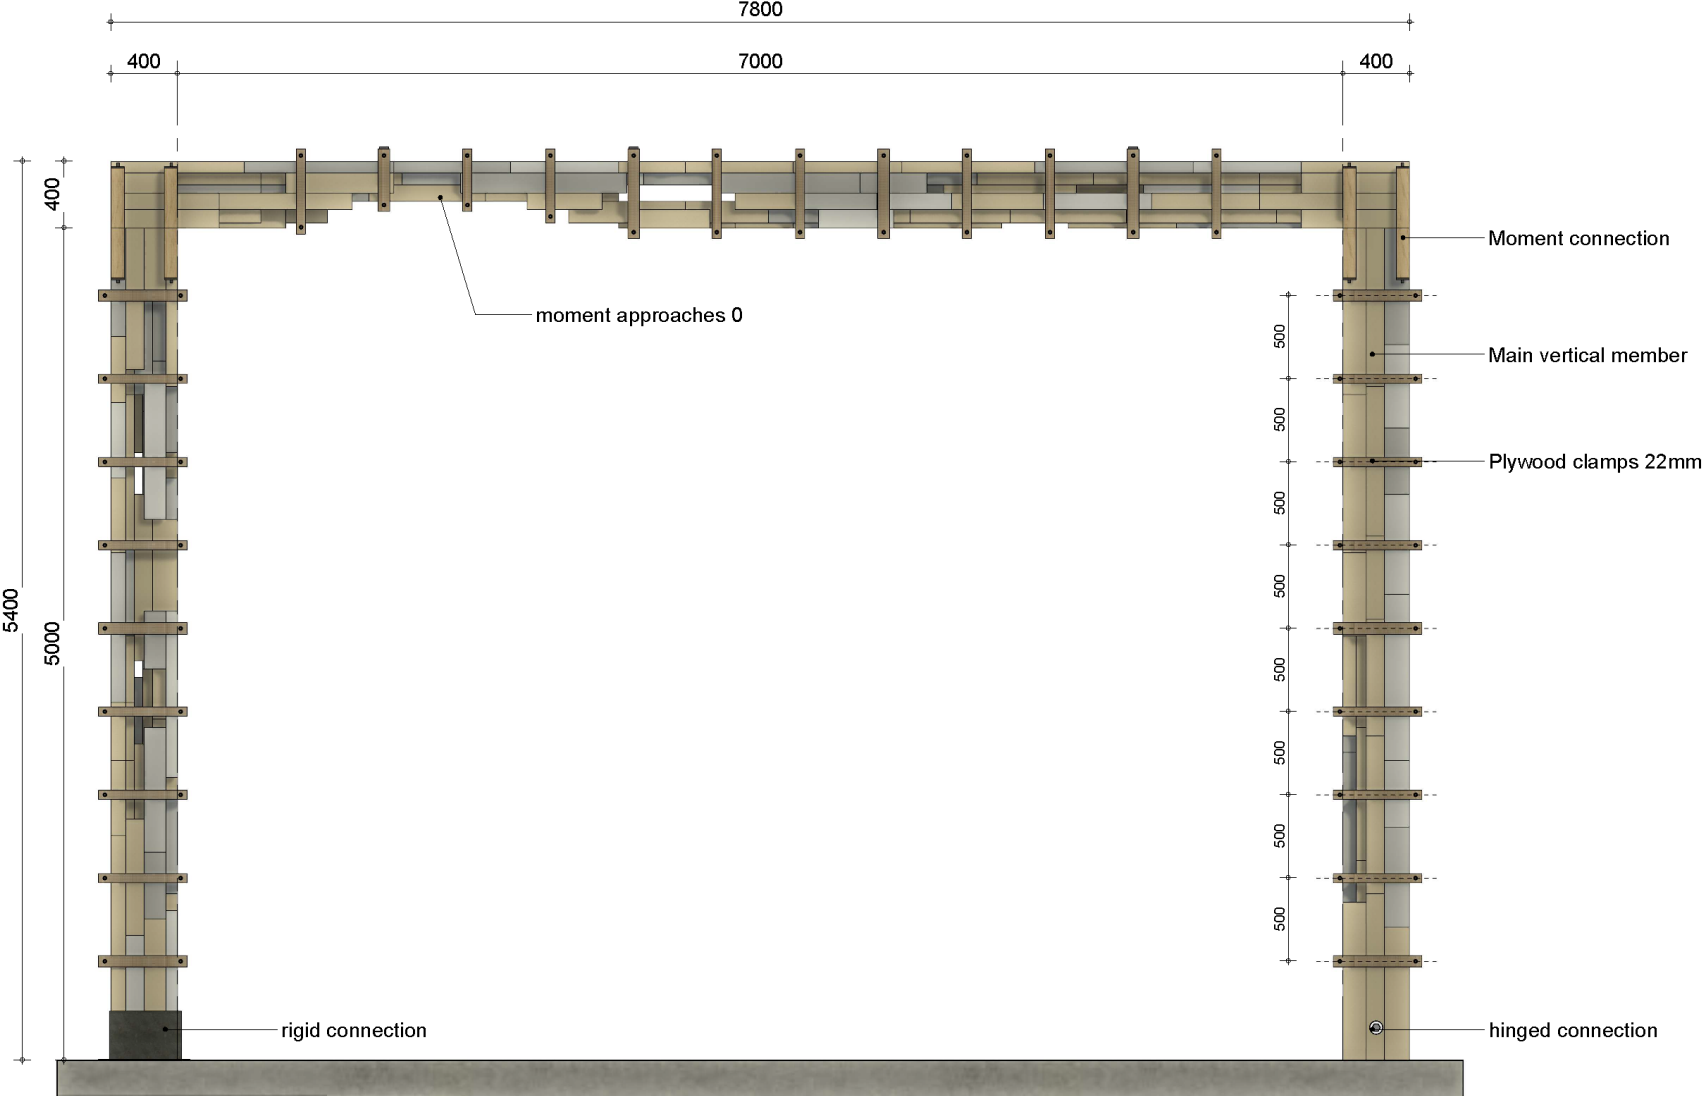 7800
400
7000
400
400
Moment connection
moment approaches 0
500
Main vertical member
500
Plywood clamps 22mm
500
500
5400
5000
500
500
500
500
rigid connection
hinged connection